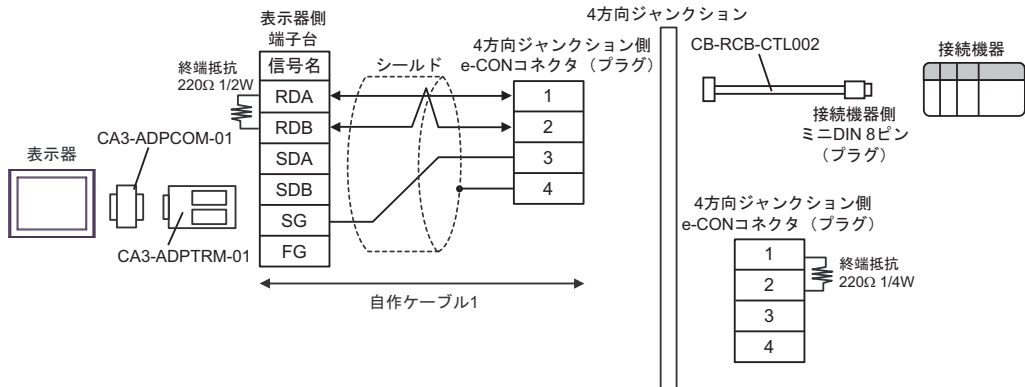 4方向ジャンクション
表示器側
端子台
信号名
RDA
RDB
SDA
SDB
SG
FG
終端抵抗
220Ω 1/2W
シールド
4方向ジャンクション側
e-CONコネクタ（プラグ）
1
2
3
4
CB-RCB-CTL002
接続機器
接続機器側
ミニDIN 8ピン
（プラグ）
表示器
CA3-ADPCOM-01
CA3-ADPTRM-01
自作ケーブル1
4方向ジャンクション側
e-CONコネクタ（プラグ）
1
2
3
4
終端抵抗
220Ω 1/4W